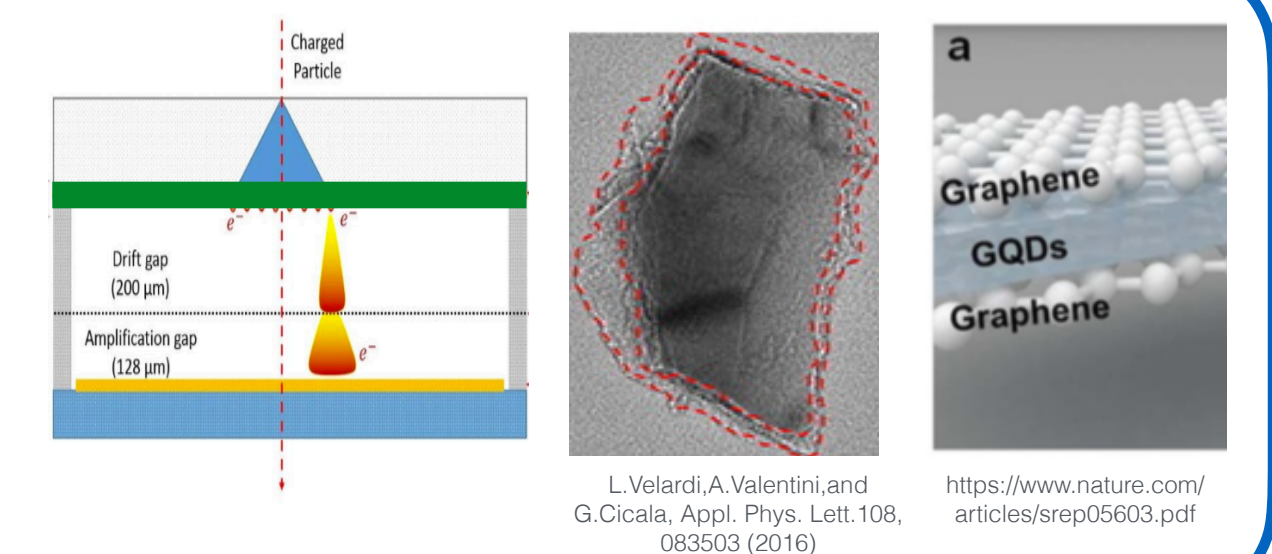 Charged
Particle
e⁻
e⁻
Drift gap
(200 µm)
Amplification gap
(128 µm)
e⁻
L.Velardi,A.Valentini,and
G.Cicala, Appl. Phys. Lett.108,
083503 (2016)
a
Graphene
GQDs
Graphene
https://www.nature.com/
articles/srep05603.pdf